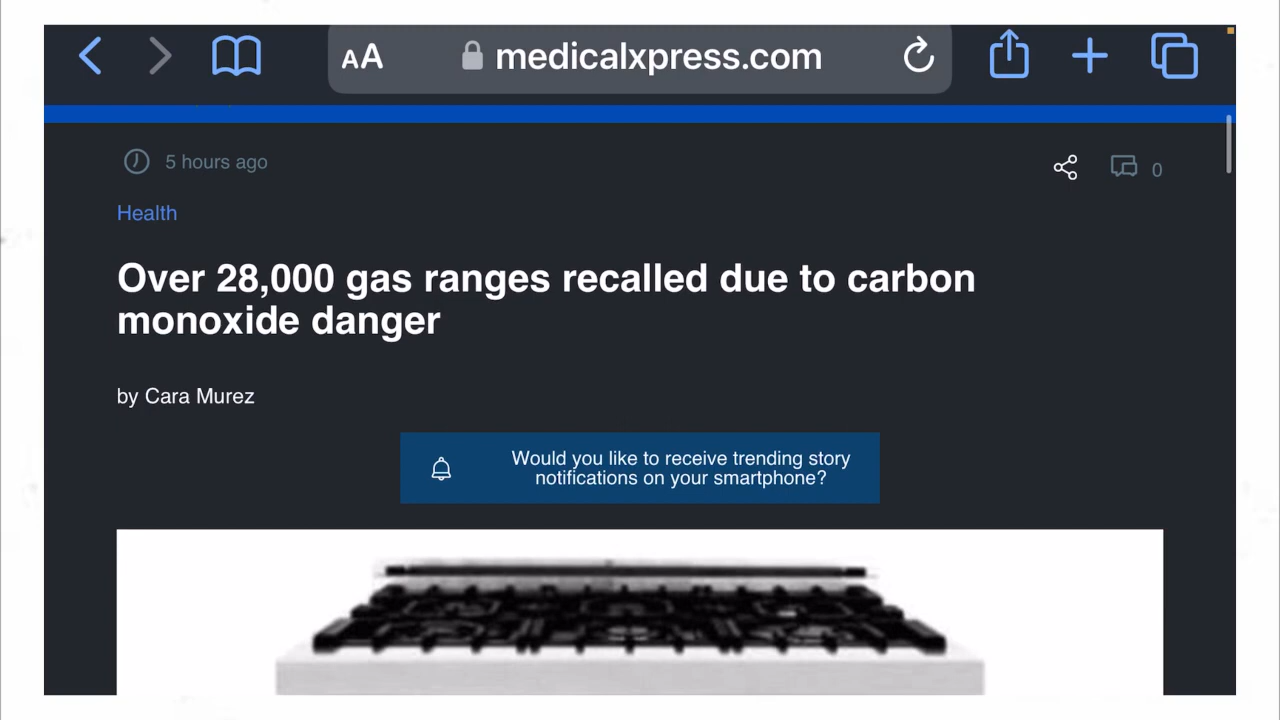 AA medicalxpress.com
5 hours ago
0
Health
Over 28,000 gas ranges recalled due to carbon
monoxide danger
by Cara Murez
Would you like to receive trending story
notifications on your smartphone?